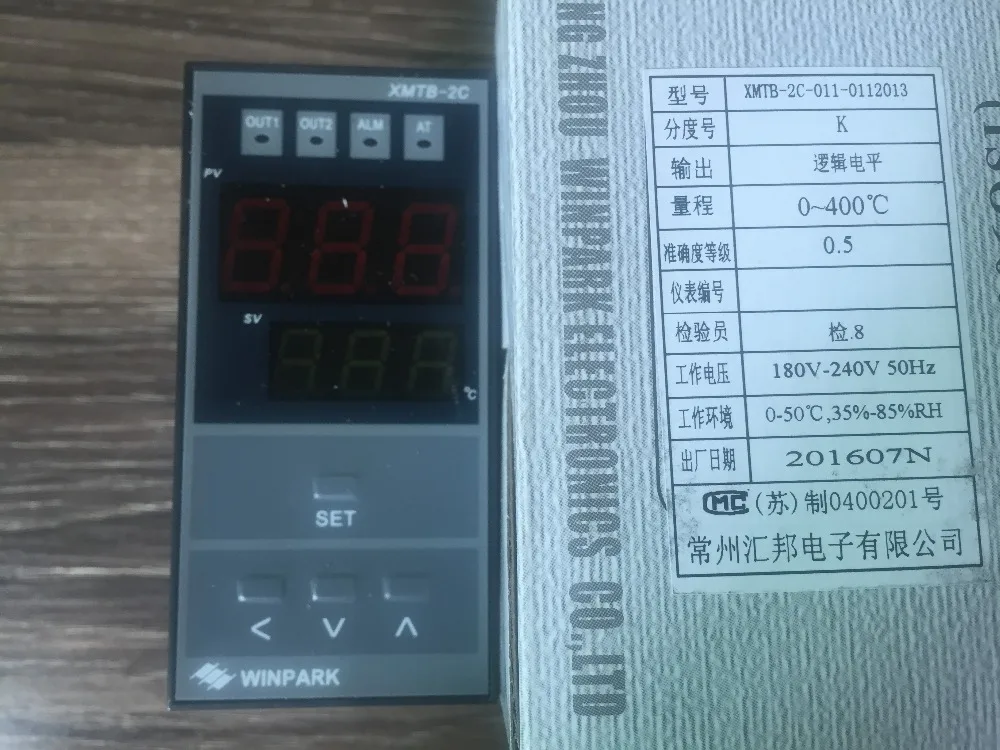 XMTB-2C
OUT1 OUT2 ALM AT
PV
SV
℃
SET
< V Λ
WINPARK
ZHOU WINPARK ELECTRONICS CO.,LTD
型号 XMTB-2C-011-0112013
分度号 K
输出 逻辑电平
量程 0~400℃
准确度等级 0.5
仪表编号
检验员 检.8
工作电压 180V-240V 50Hz
工作环境 0-50℃,35%-85%RH
出厂日期 201607N
MC (苏)制0400201号
常州汇邦电子有限公司